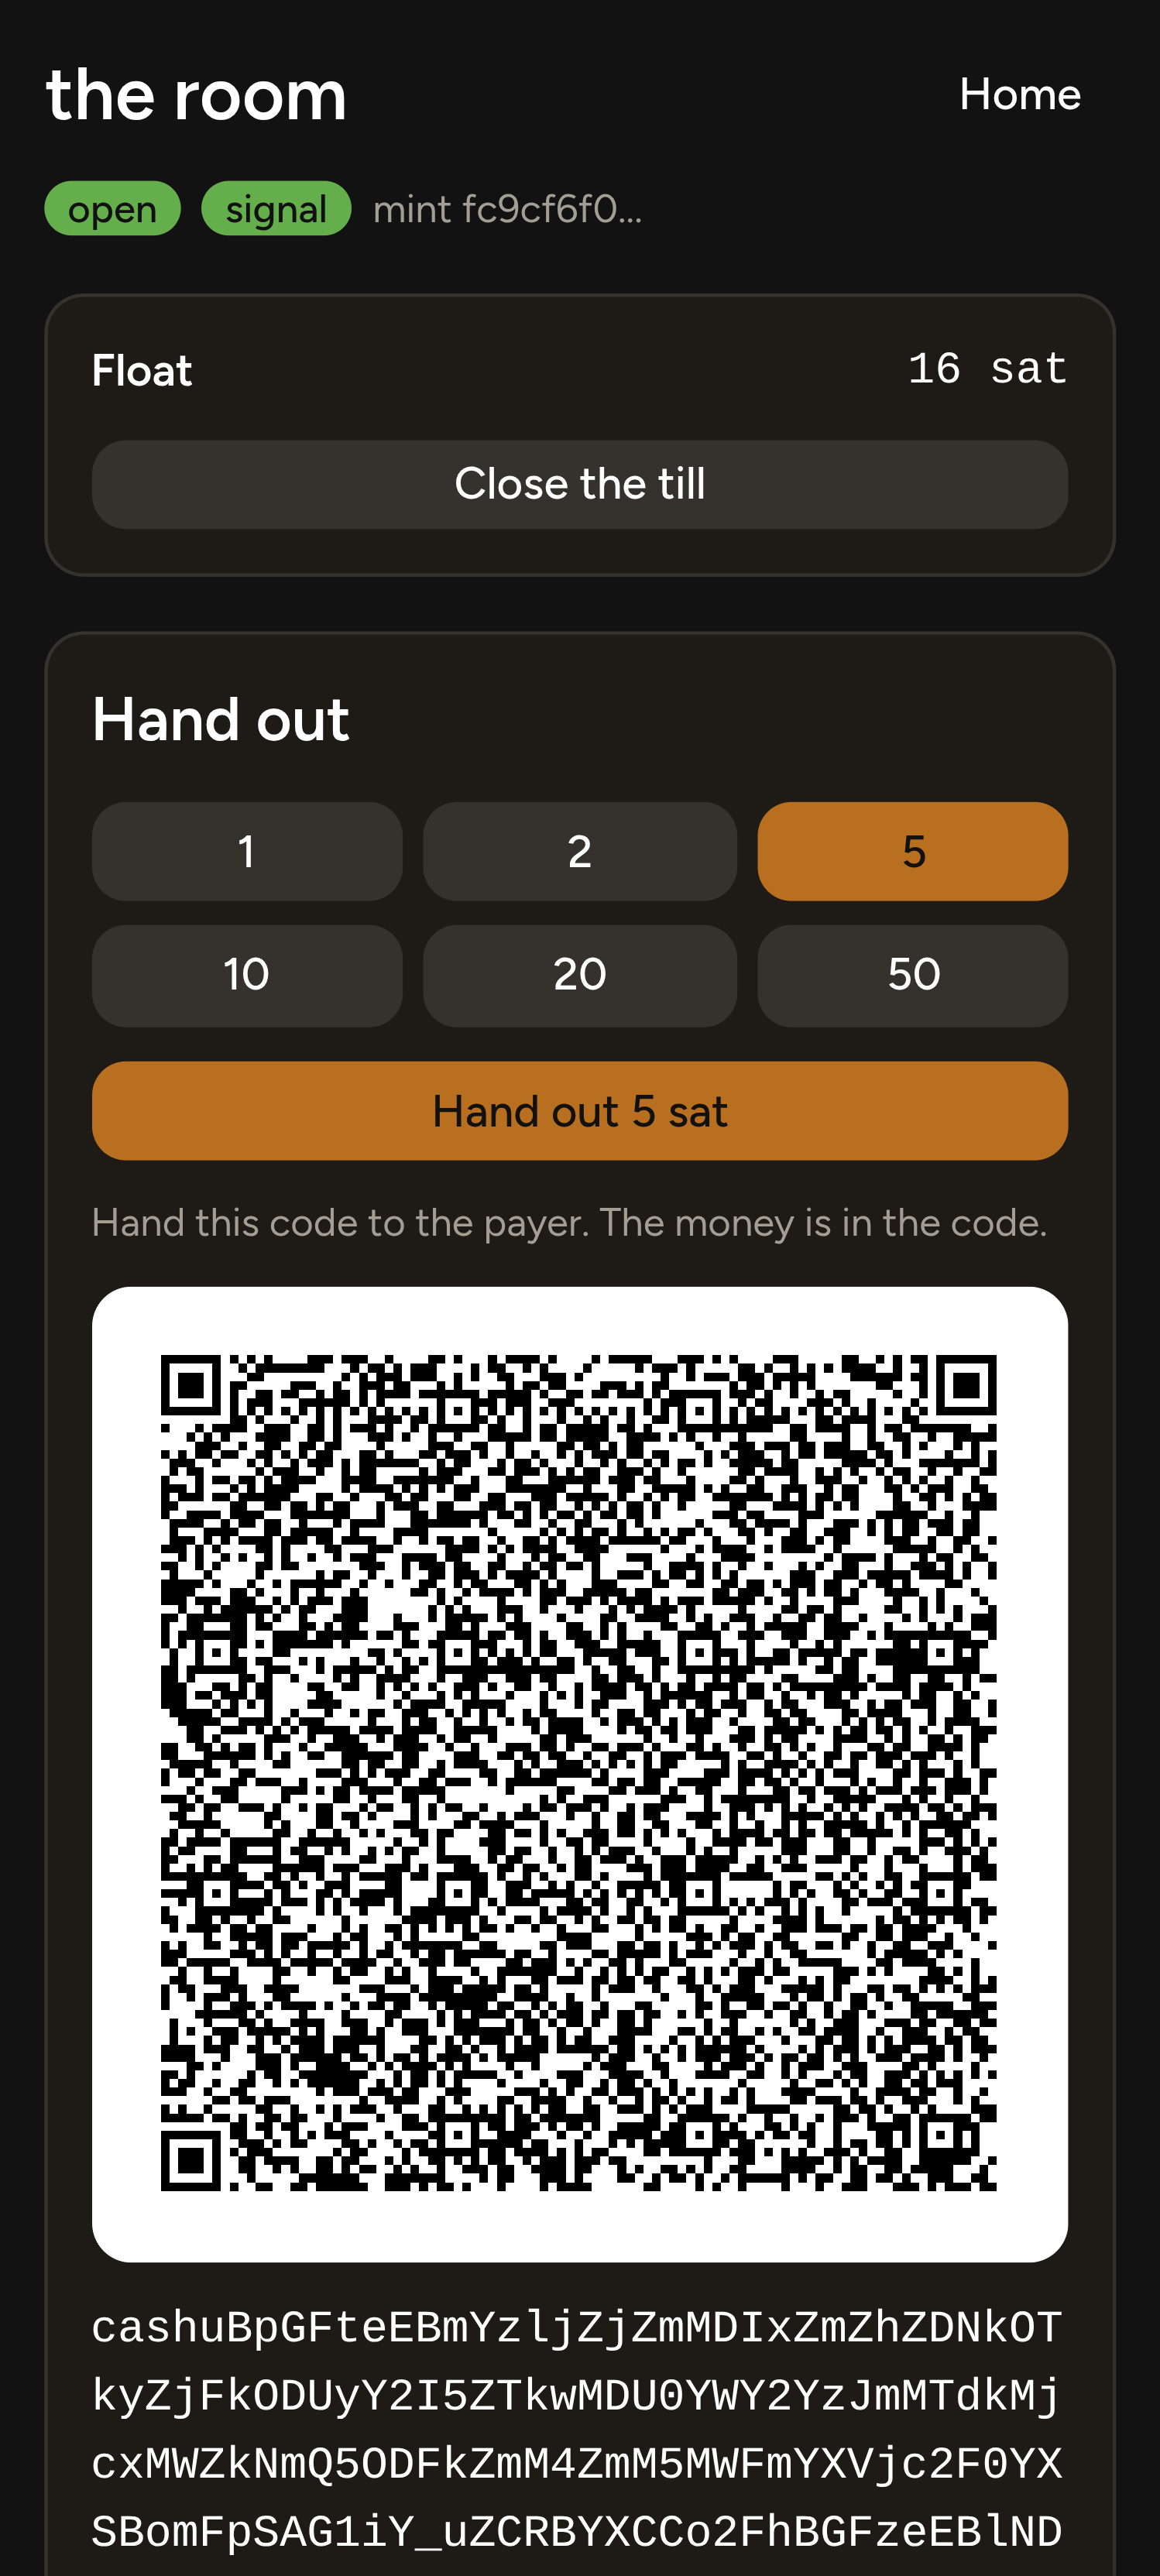 the room
Home
open
signal
mint fc9cf6f0...
Float
16 sat
Close the till
Hand out
1
2
5
10
20
50
Hand out 5 sat
Hand this code to the payer. The money is in the code.
cashuBpGFteEBmYzljZjZmMDIxZmZhZDNkOT
kyZjFkODUyY2I5ZTkwMDU0YWY2YzJmMTdkMj
cxMWZkNmQ5ODFkZmM4ZmM5MWFmYXVjc2F0YX
SBomFpSAG1iY_uZCRBYXCCo2FhBGFzeEBlND